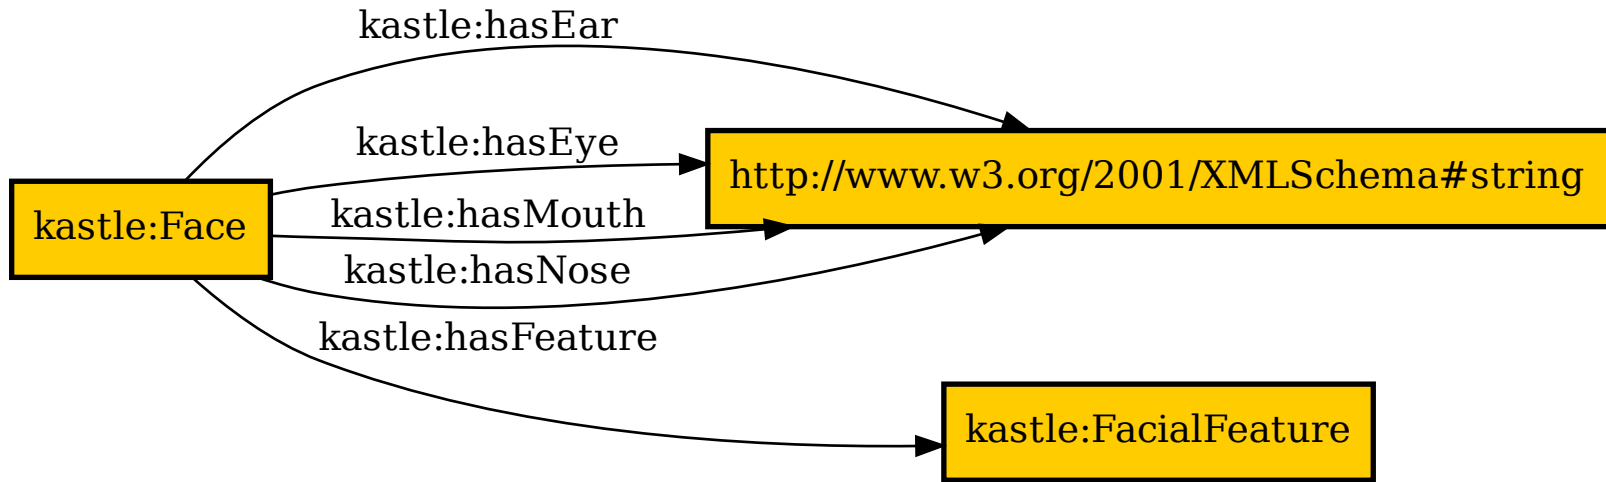 kastle:hasEar
kastle:hasEye
http://www.w3.org/2001/XMLSchema#string
kastle:Face
kastle:hasMouth
kastle:hasNose
kastle:hasFeature
kastle:FacialFeature